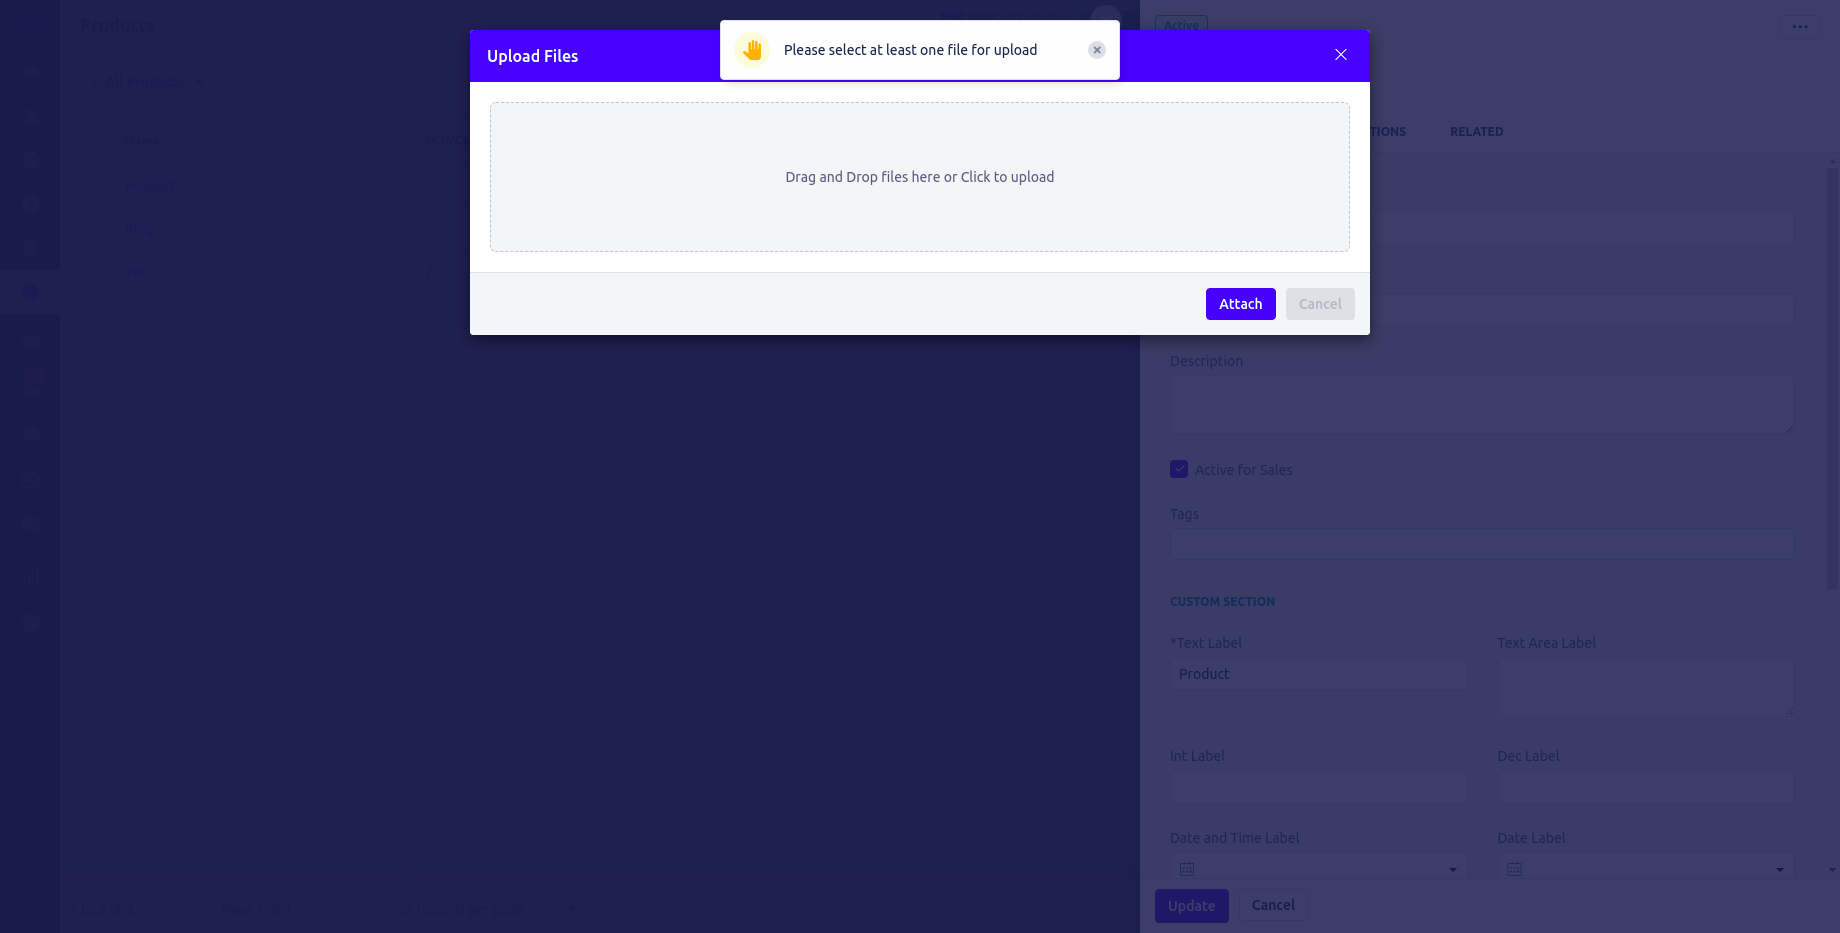 Products
Active
Please select at least one file for upload
Upload Files
All Products
TIONS
RELATED
Name
SKU/Co
Drag and Drop files here or Click to upload
Attach
Cancel
Description
Active for Sales
Tags
CUSTOM SECTION
*Text Label
Text Area Label
Product
Int Label
Dec Label
Date and Time Label
Date Label
Update
Cancel